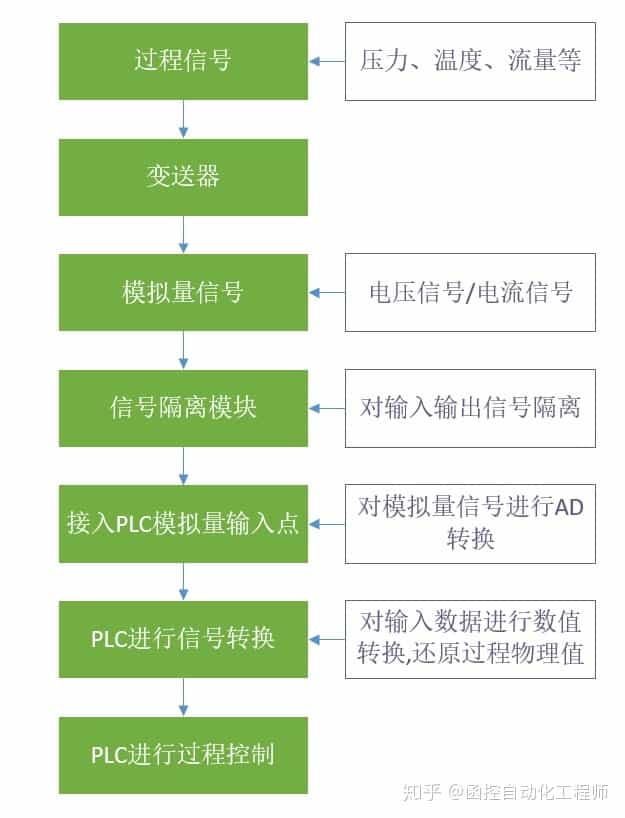 过程信号
压力、温度、流量等
变送器
模拟量信号
电压信号/电流信号
信号隔离模块
对输入输出信号隔离
接入PLC模拟量输入点
对模拟量信号进行AD
转换
PLC进行信号转换
对输入数据进行数值
转换,还原过程物理值
PLC进行过程控制
知乎 @函控自动化工程师